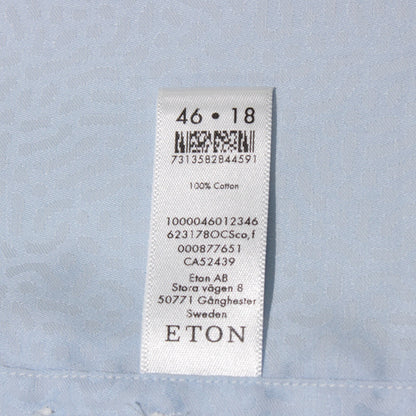 46 • 18
7313582844591
100% Cotton
1000046012346
623178OCSco,f
000877651
CA52439
Eton AB
Stora vägen 8
50771 Gånghester
Sweden
ETON